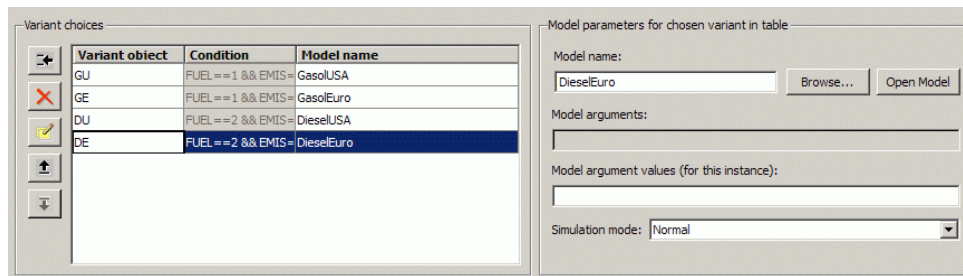 Variant choices
Variant object Condition Model name
GU FUEL==1 && EMIS= GasolUSA
GE FUEL==1 && EMIS= GasolEuro
DU FUEL==2 && EMIS= DieselUSA
DE FUEL==2 && EMIS= DieselEuro
Model parameters for chosen variant in table
Model name:
DieselEuro Browse... Open Model
Model arguments:
Model argument values (for this instance):
Simulation mode: Normal